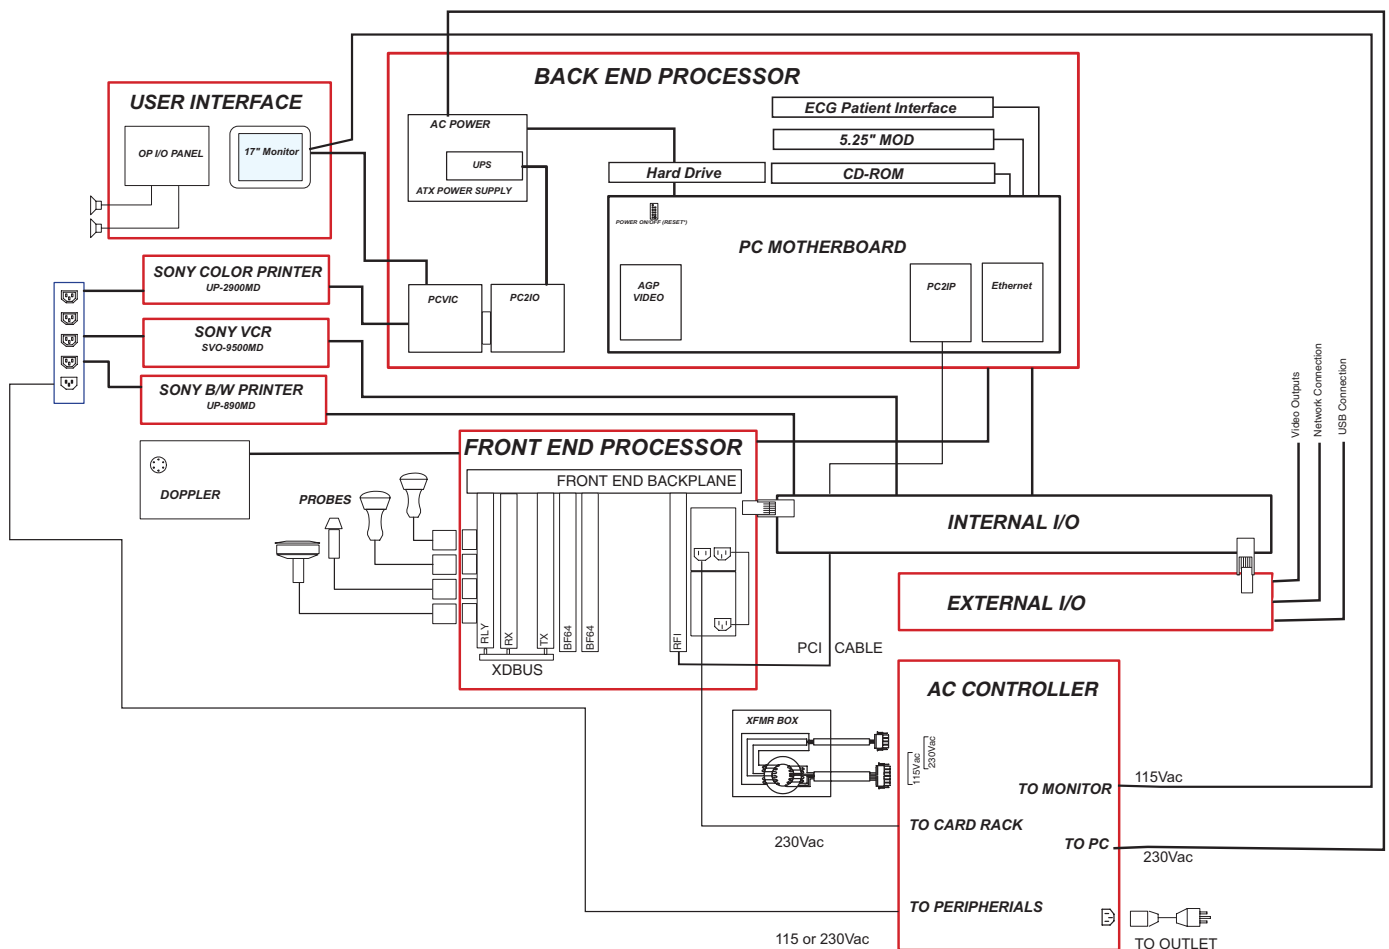 BACK END PROCESSOR
USER INTERFACE
OP I/O PANEL
17" Monitor
AC POWER
UPS
ATX POWER SUPPLY
ECG Patient Interface
5.25" MOD
CD-ROM
Hard Drive
POWER ON/OFF (RESET*)
PC MOTHERBOARD
AGP
VIDEO
PC2IP
Ethernet
PCVIC
PC2IO
SONY COLOR PRINTER
UP-2900MD
SONY VCR
SVO-9500MD
SONY B/W PRINTER
UP-890MD
Video Outputs
Network Connection
USB Connection
FRONT END PROCESSOR
FRONT END BACKPLANE
DOPPLER
PROBES
RLY
RX
TX
BF64
BF64
RFI
XDBUS
INTERNAL I/O
EXTERNAL I/O
PCI CABLE
AC CONTROLLER
XFMR BOX
115Vac
230Vac
TO MONITOR
115Vac
TO CARD RACK
230Vac
TO PC
230Vac
TO PERIPHERIALS
115 or 230Vac
TO OUTLET